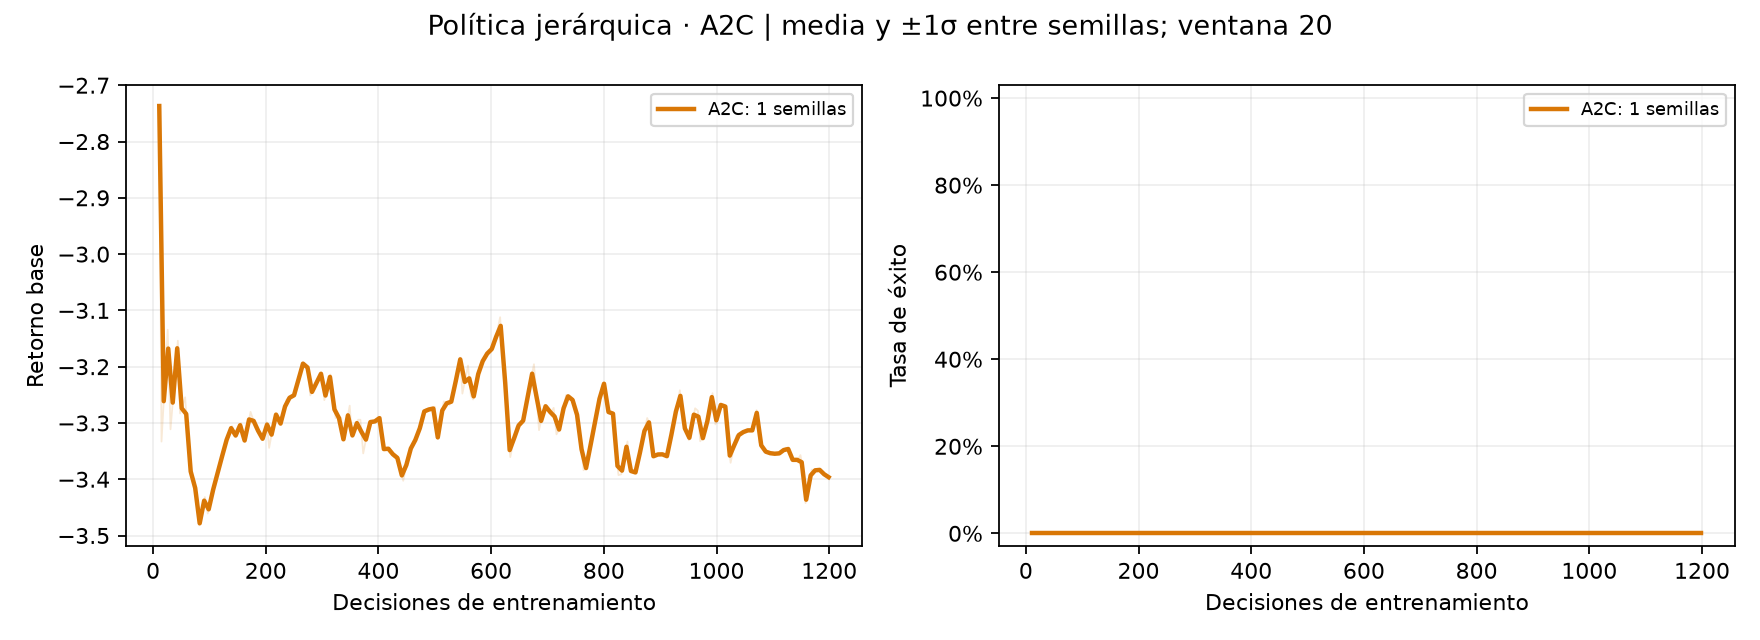 Política jerárquica · A2C | media y ±1σ entre semillas; ventana 20
Retorno base
−2.7
−2.8
−2.9
−3.0
−3.1
−3.2
−3.3
−3.4
−3.5
A2C: 1 semillas
0 200 400 600 800 1000 1200
Decisiones de entrenamiento
Tasa de éxito
100%
80%
60%
40%
20%
0%
A2C: 1 semillas
0 200 400 600 800 1000 1200
Decisiones de entrenamiento